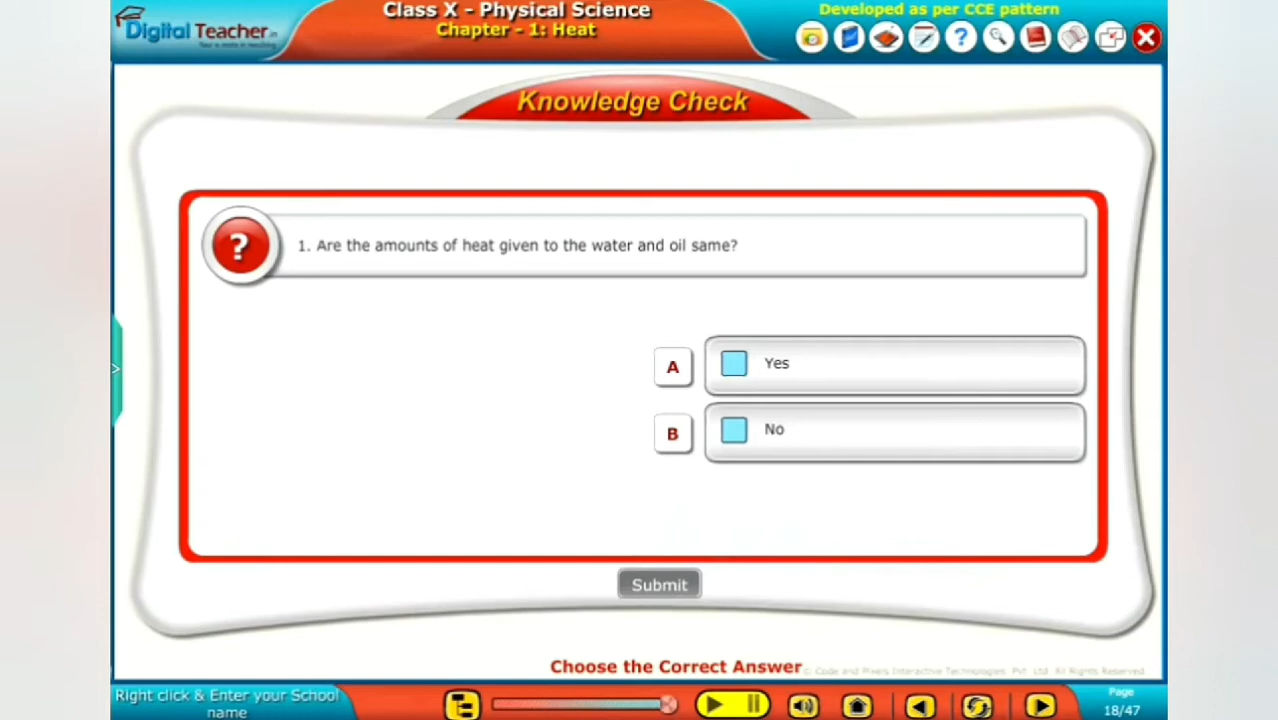 Digital Teacher.in
Class X - Physical Science
Chapter - 1: Heat
Developed as per CCE pattern
?
Knowledge Check
?
1. Are the amounts of heat given to the water and oil same?
A
Yes
B
No
Submit
Choose the Correct Answer
Right click & Enter your School
name
Page
18/47